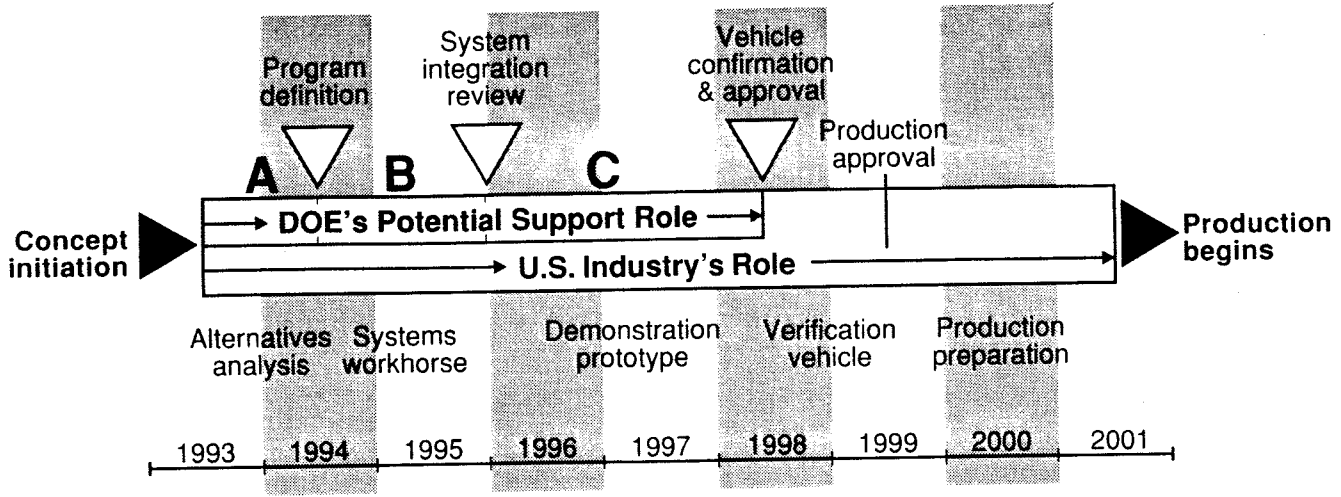 Program
definition
System
integration
review
Vehicle
confirmation
& approval
Production
approval
A
B
C
Concept
initiation
DOE's Potential Support Role
U.S. Industry's Role
Production
begins
Alternatives
analysis
Systems
workhorse
Demonstration
prototype
Verification
vehicle
Production
preparation
1993 1994 1995 1996 1997 1998 1999 2000 2001